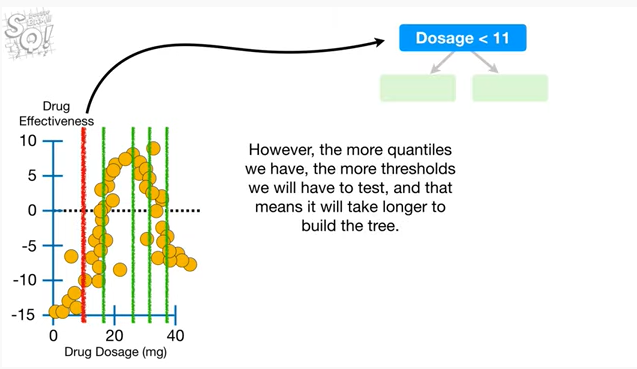 Dosage < 11
Drug
Effectiveness
However, the more quantiles
we have, the more thresholds
we will have to test, and that
means it will take longer to
build the tree.
10
5
0
-5
-10
-15
0
20
40
Drug Dosage (mg)